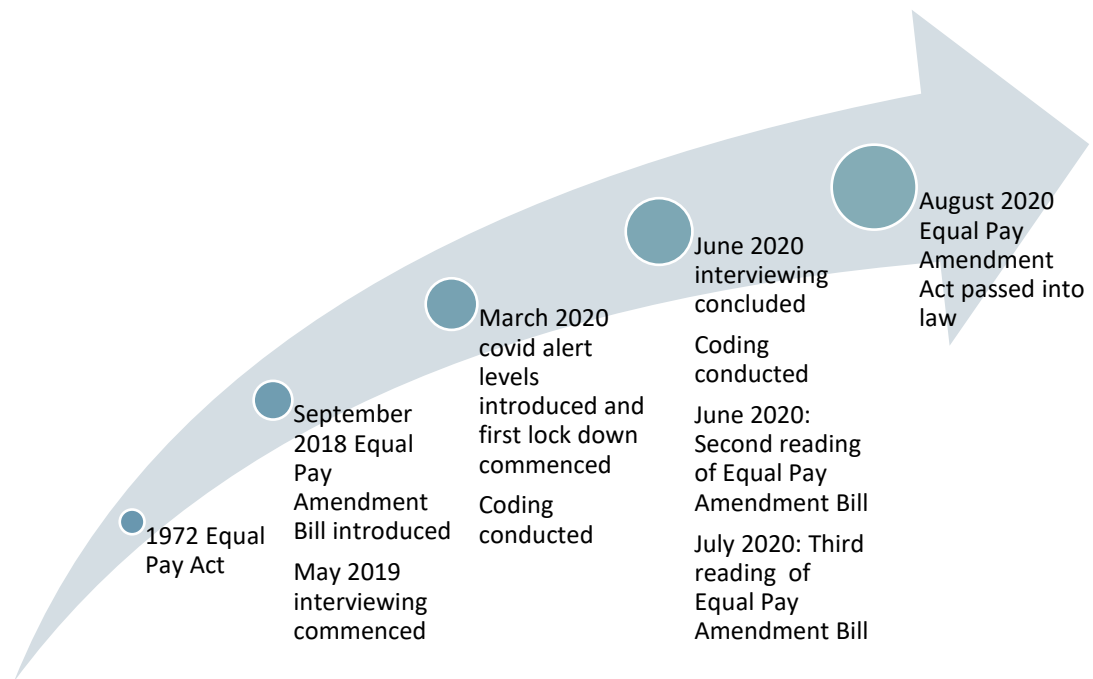 1972 Equal
Pay Act
September
2018 Equal
Pay
Amendment
Bill introduced
May 2019
interviewing
commenced
March 2020
covid alert
levels
introduced and
first lock down
commenced
Coding
conducted
June 2020
interviewing
concluded
Coding
conducted
June 2020:
Second reading
of Equal Pay
Amendment Bill
July 2020: Third
reading  of
Equal Pay
Amendment Bill
August 2020
Equal Pay
Amendment
Act passed into
law